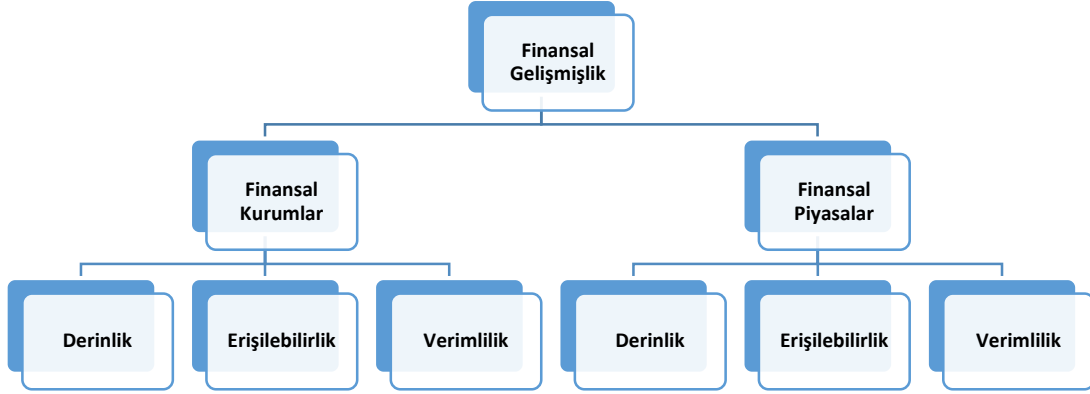 Finansal
Gelişmişlik
Finansal
Kurumlar
Finansal
Piyasalar
Derinlik
Erişilebilirlik
Verimlilik
Derinlik
Erişilebilirlik
Verimlilik